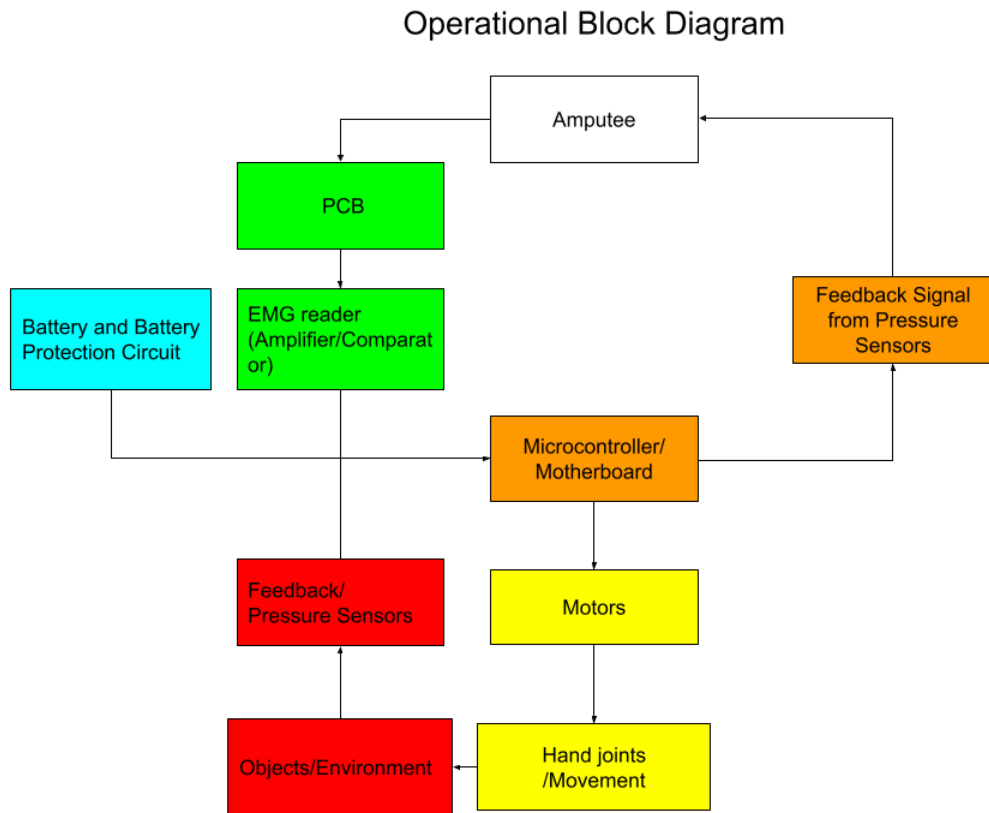 Operational Block Diagram
Amputee
PCB
Battery and Battery
Protection Circuit
EMG reader
(Amplifier/Comparat
or)
Feedback Signal
from Pressure
Sensors
Microcontroller/
Motherboard
Feedback/
Pressure Sensors
Motors
Objects/Environment
Hand joints
/Movement